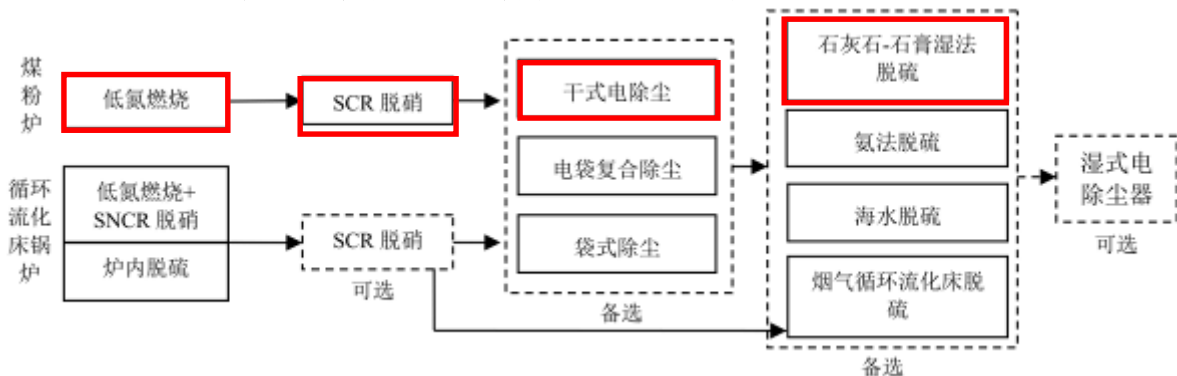 煤
粉
炉
低氮燃烧
SCR 脱硝
干式电除尘
电袋复合除尘
袋式除尘
备选
石灰石-石膏湿法
脱硫
氨法脱硫
海水脱硫
烟气循环流化床脱
硫
备选
湿式电
除尘器
可选
循环
流化
床锅
炉
低氮燃烧+
SNCR 脱硝
炉内脱硫
SCR 脱硝
可选